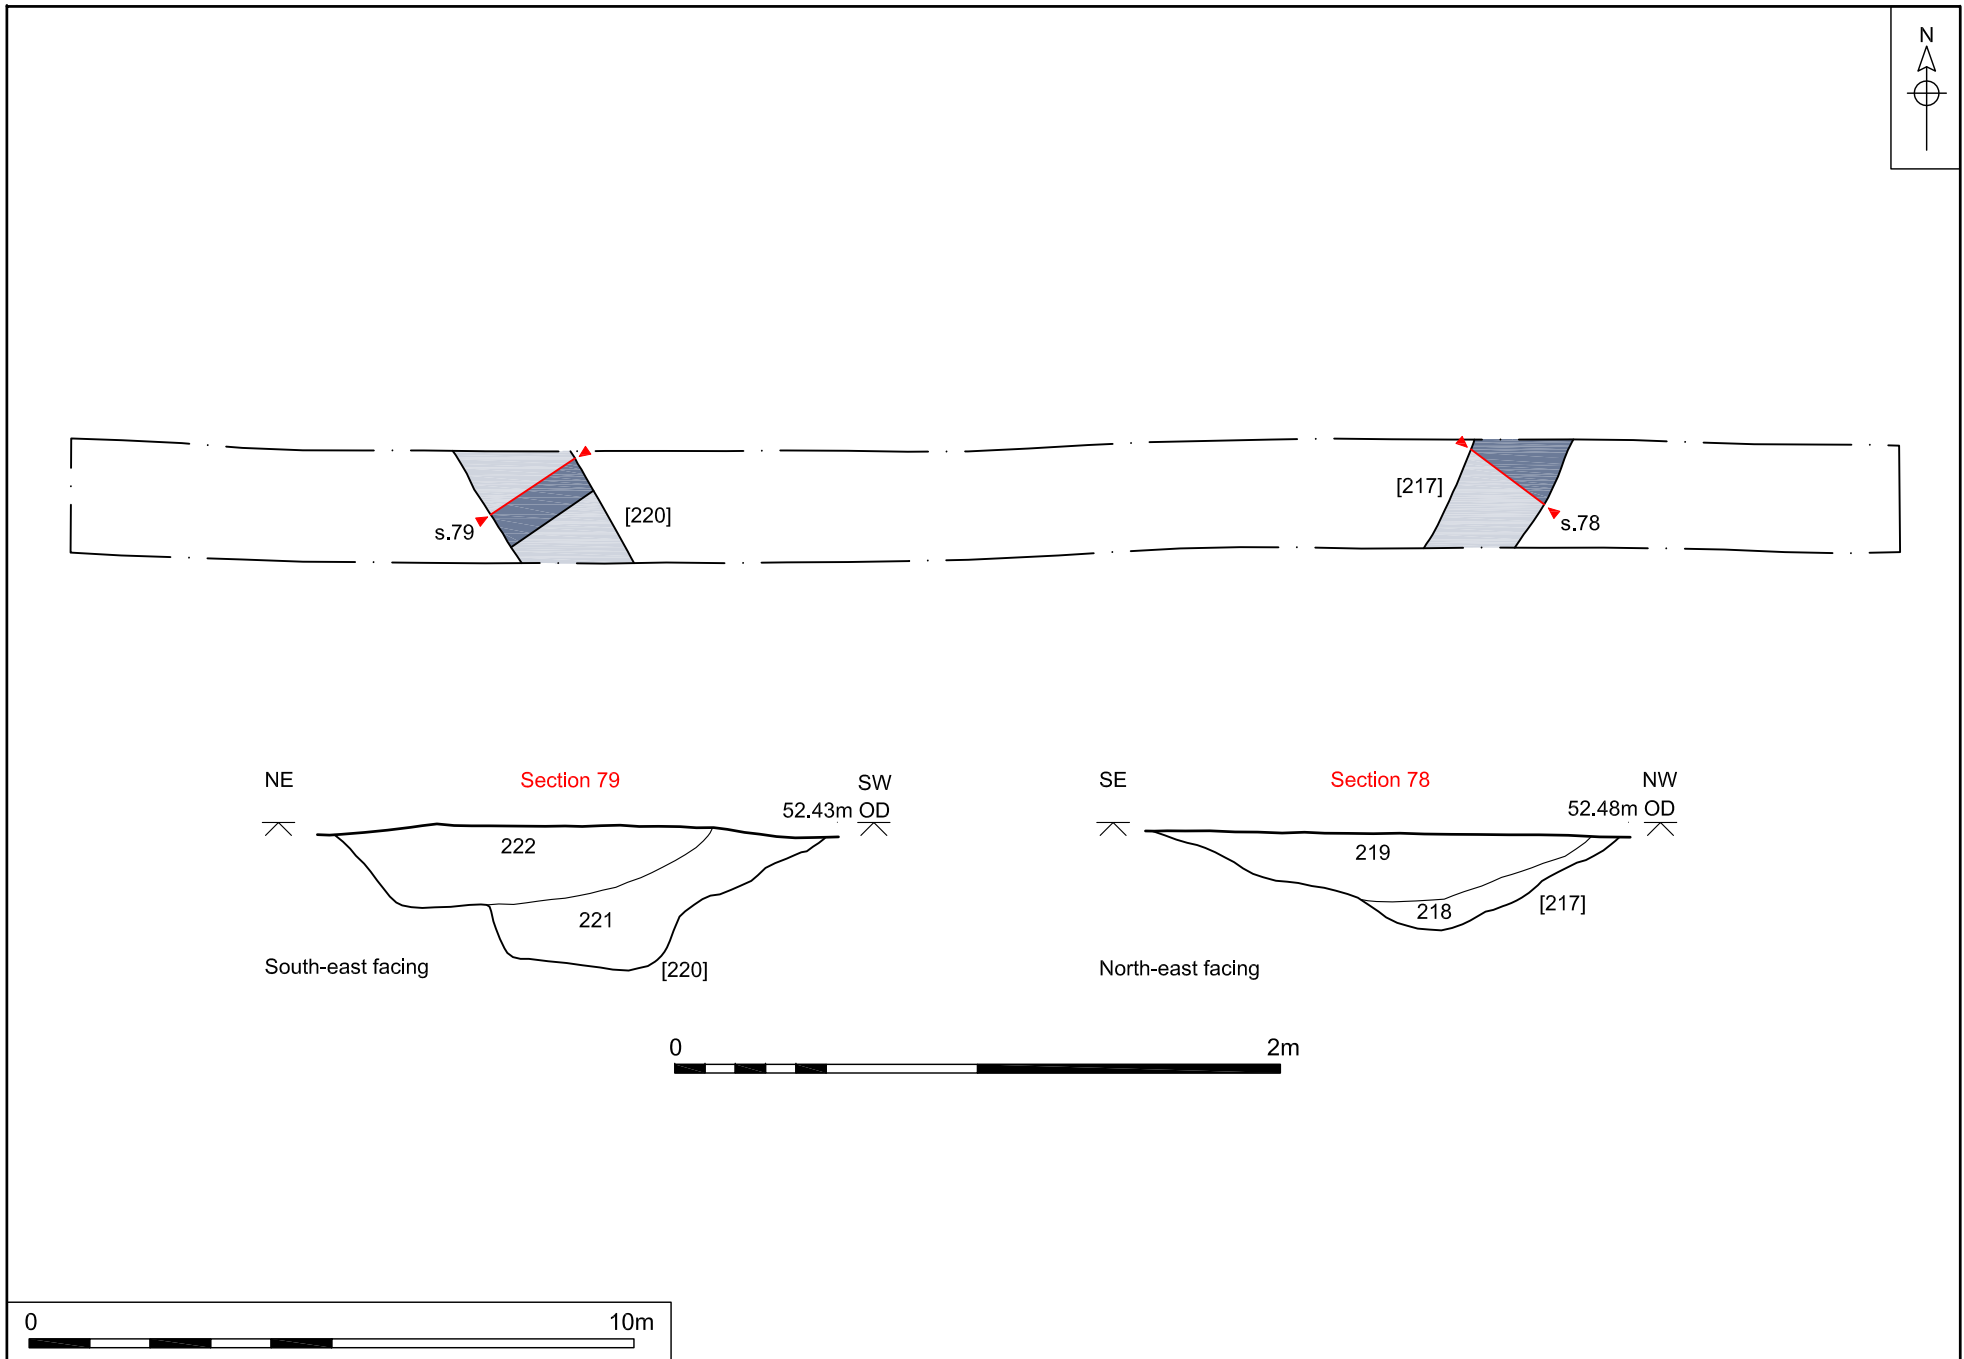 N
[217]
[220]
s.79
s.78
NE
Section 79
SW
52.43m OD
222
221
[220]
South-east facing
SE
Section 78
NW
52.48m OD
219
218
[217]
North-east facing
0
2m
0
10m